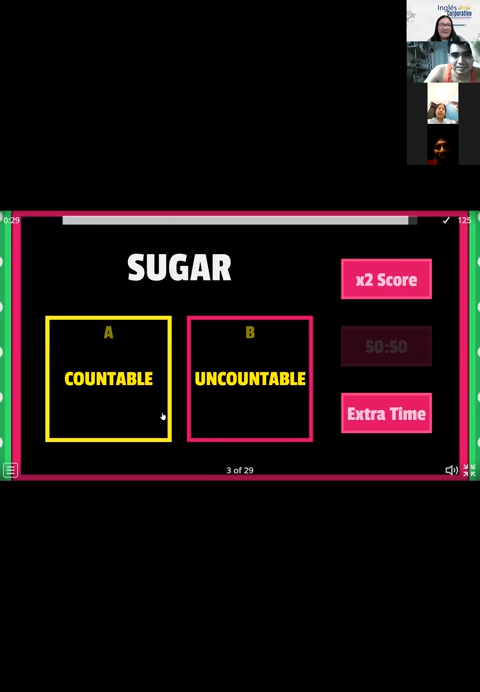 Inglés
corporativo
0:29
125
SUGAR
x2 Score
A
COUNTABLE
B
UNCOUNTABLE
50:50
Extra Time
3 of 29